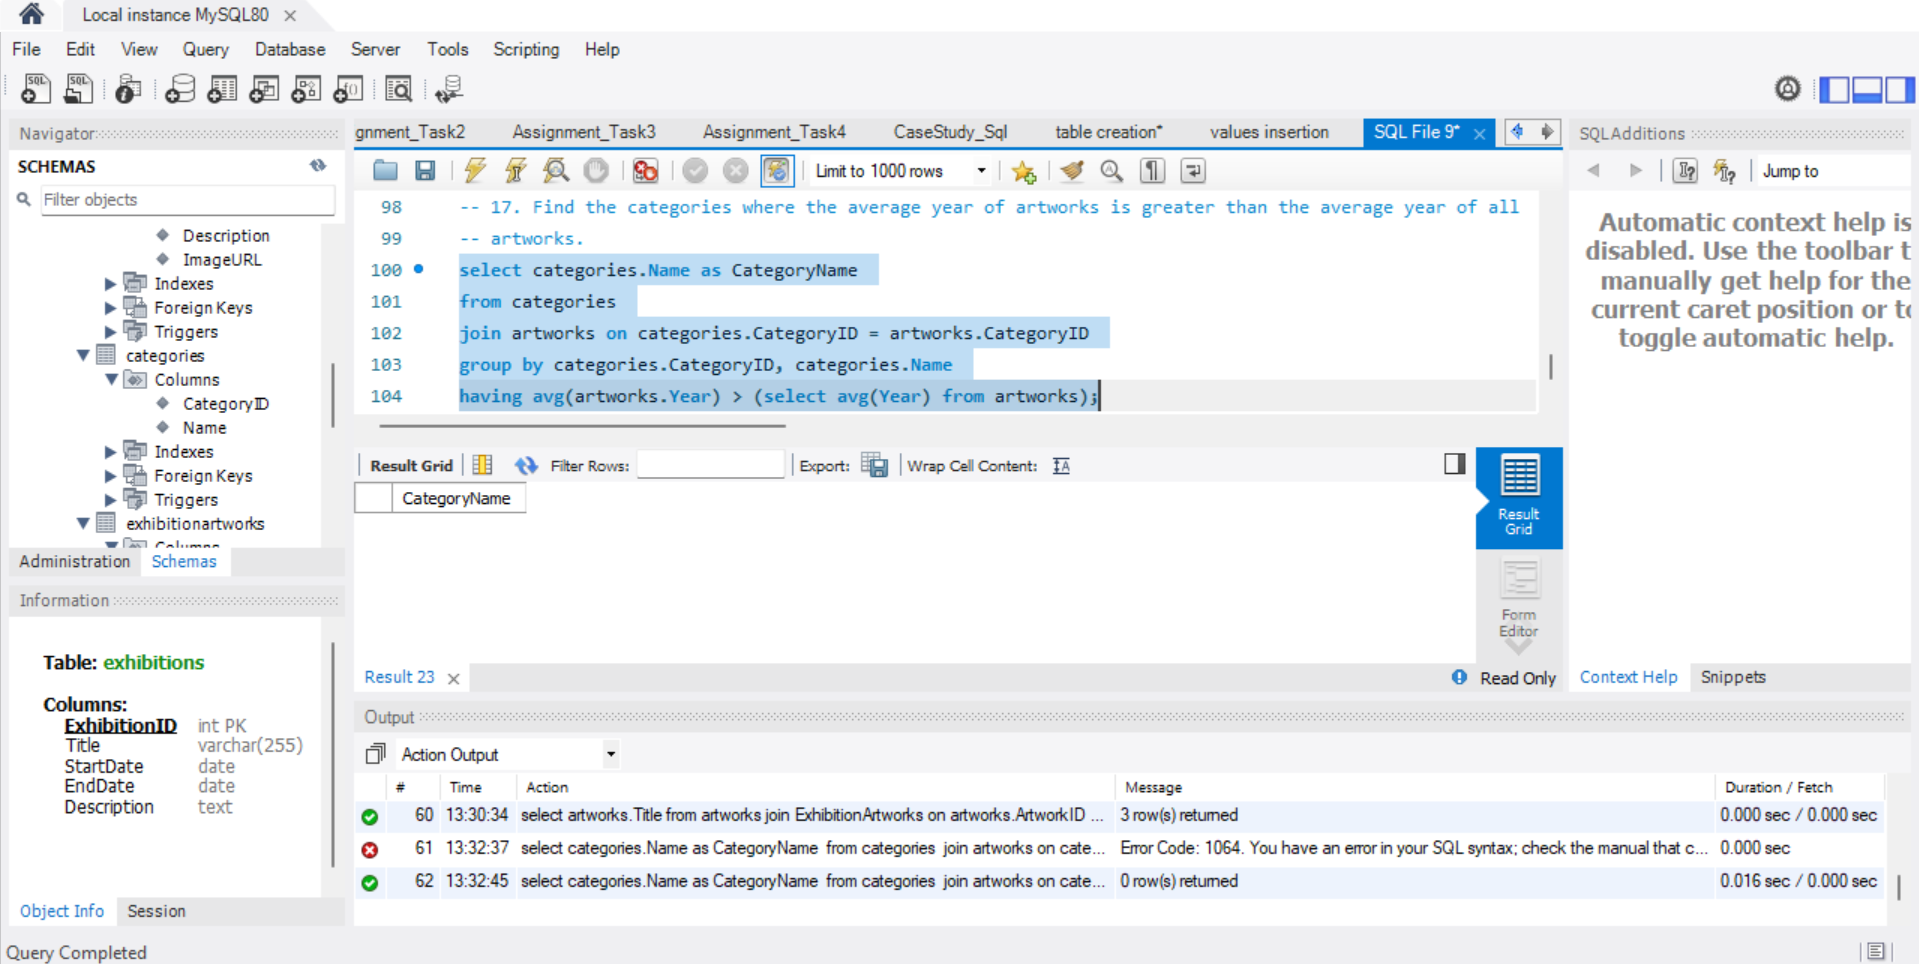 Local instance MySQL80
File Edit View Query Database Server Tools Scripting Help
Navigator
SCHEMAS
Filter objects
Description
ImageURL
Indexes
Foreign Keys
Triggers
categories
Columns
CategoryID
Name
Indexes
Foreign Keys
Triggers
exhibitionartworks
Columns
Administration Schemas
Information
Table: exhibitions
Columns:
ExhibitionID int PK
Title varchar(255)
StartDate date
EndDate date
Description text
Object Info Session
gnment_Task2 Assignment_Task3 Assignment_Task4 CaseStudy_Sql table creation* values insertion SQL File 9*
Limit to 1000 rows
98 -- 17. Find the categories where the average year of artworks is greater than the average year of all
99 -- artworks.
100 select categories.Name as CategoryName
101 from categories
102 join artworks on categories.CategoryID = artworks.CategoryID
103 group by categories.CategoryID, categories.Name
104 having avg(artworks.Year) > (select avg(Year) from artworks);
Result Grid Filter Rows: Export: Wrap Cell Content:
CategoryName
Result Grid
Form Editor
Result 23
Read Only
SQLAdditions
Jump to
Automatic context help is
disabled. Use the toolbar t
manually get help for the
current caret position or to
toggle automatic help.
Context Help Snippets
Output
Action Output
# Time Action Message Duration / Fetch
60 13:30:34 select artworks.Title from artworks join ExhibitionArtworks on artworks.ArtworkID ... 3 row(s) returned 0.000 sec / 0.000 sec
61 13:32:37 select categories.Name as CategoryName from categories join artworks on cate... Error Code: 1064. You have an error in your SQL syntax; check the manual that c... 0.000 sec
62 13:32:45 select categories.Name as CategoryName from categories join artworks on cate... 0 row(s) returned 0.016 sec / 0.000 sec
Query Completed